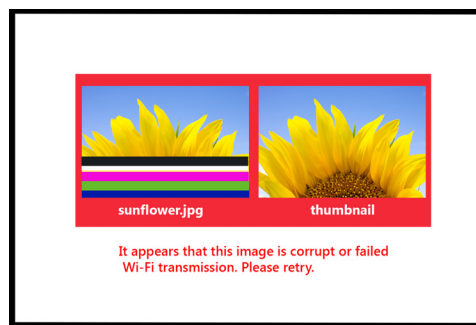 sunflower.jpg
thumbnail
It appears that this image is corrupt or failed
Wi-Fi transmission. Please retry.